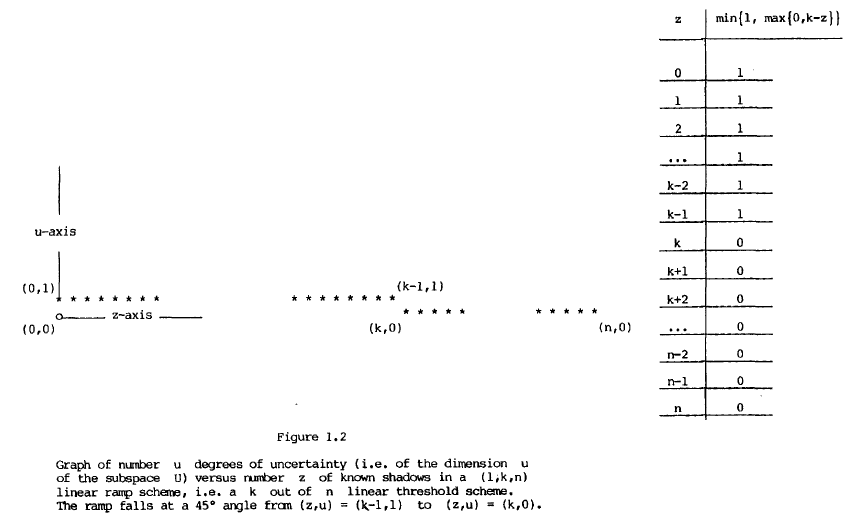 z min{1, max{0,k-z}}
0 1
1 1
2 1
... 1
k-2 1
k-1 1
k 0
k+1 0
k+2 0
... 0
n-2 0
n-1 0
n 0
u-axis
(0,1) * * * * * * * * * * * * * * * * (k-1,1)
(0,0) o z-axis (k,0) * * * * * * * * * * (n,0)
Figure 1.2
Graph of number u degrees of uncertainty (i.e. of the dimension u
of the subspace U) versus number z of known shadows in a (1,k,n)
linear ramp scheme, i.e. a k out of n linear threshold scheme.
The ramp falls at a 45° angle from (z,u) = (k-1,1) to (z,u) = (k,0).